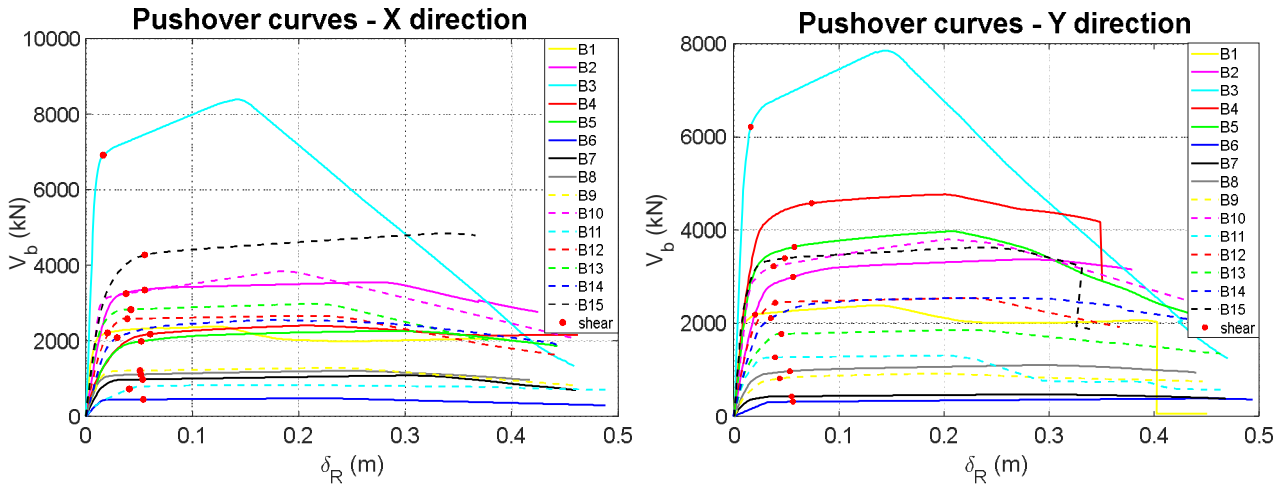 Pushover curves - X direction
10000
8000
6000
4000
2000
0
V_b (kN)
0
0.1
0.2
0.3
0.4
0.5
δ_R (m)
B1
B2
B3
B4
B5
B6
B7
B8
B9
B10
B11
B12
B13
B14
B15
shear
Pushover curves - Y direction
8000
6000
4000
2000
0
V_b (kN)
0
0.1
0.2
0.3
0.4
0.5
δ_R (m)
B1
B2
B3
B4
B5
B6
B7
B8
B9
B10
B11
B12
B13
B14
B15
shear